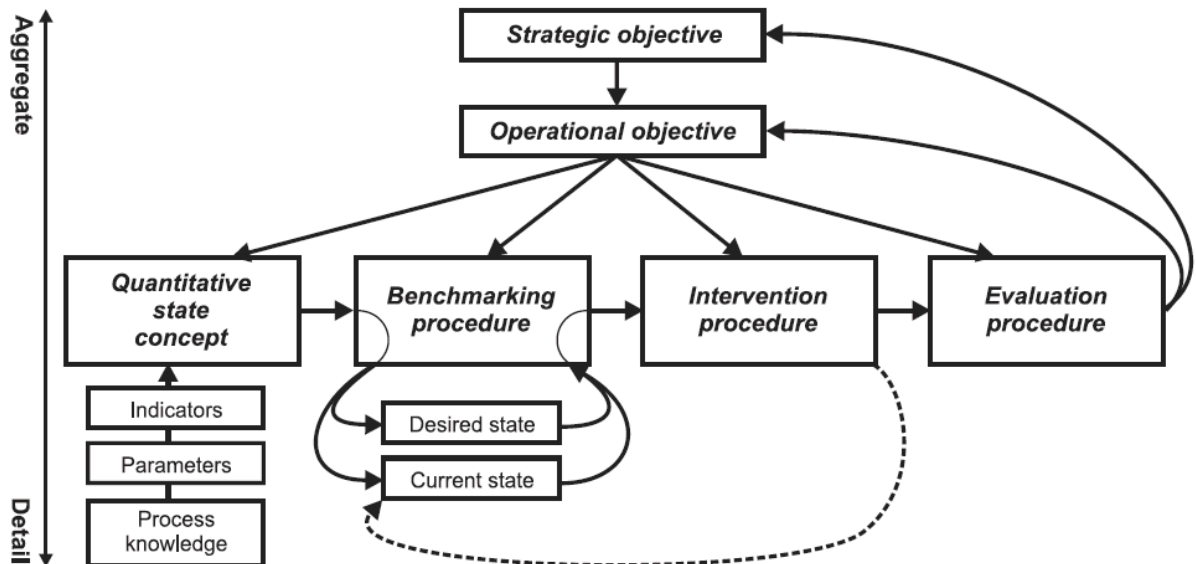 Aggregate
Strategic objective
Operational objective
Quantitative
state
concept
Benchmarking
procedure
Intervention
procedure
Evaluation
procedure
Indicators
Parameters
Process
knowledge
Desired state
Current state
Detail